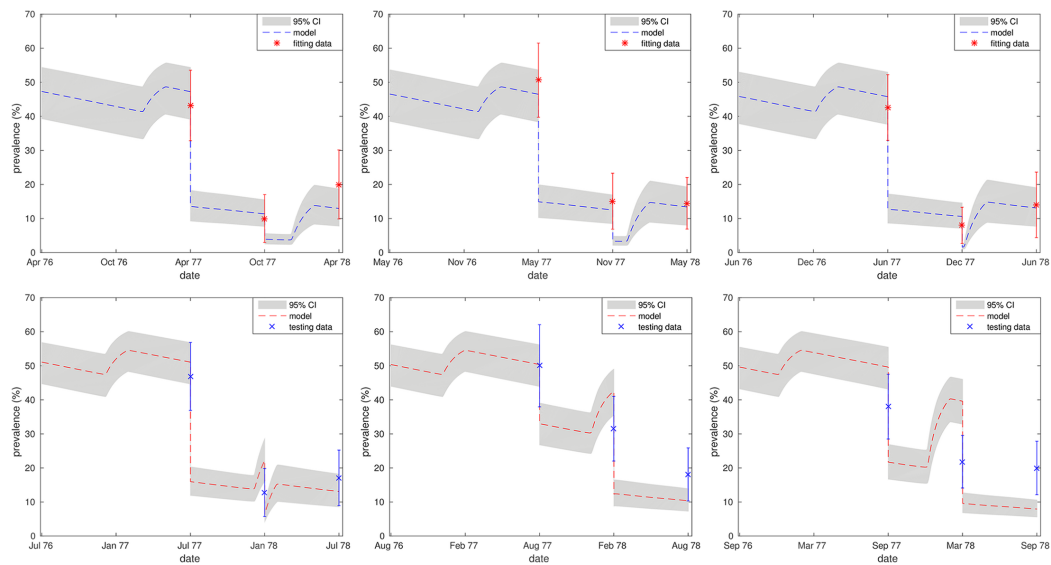 70
60
50
40
30
20
10
0
prevalence (%)
Apr 76
Oct 76
Apr 77
Oct 77
Apr 78
date
95% CI
model
fitting data
70
60
50
40
30
20
10
0
prevalence (%)
May 76
Nov 76
May 77
Nov 77
May 78
date
95% CI
model
fitting data
70
60
50
40
30
20
10
0
prevalence (%)
Jun 76
Dec 76
Jun 77
Dec 77
Jun 78
date
95% CI
model
fitting data
70
60
50
40
30
20
10
0
prevalence (%)
Jul 76
Jan 77
Jul 77
Jan 78
Jul 78
date
95% CI
model
testing data
70
60
50
40
30
20
10
0
prevalence (%)
Aug 76
Feb 77
Aug 77
Feb 78
Aug 78
date
95% CI
model
testing data
70
60
50
40
30
20
10
0
prevalence (%)
Sep 76
Mar 77
Sep 77
Mar 78
Sep 78
date
95% CI
model
testing data